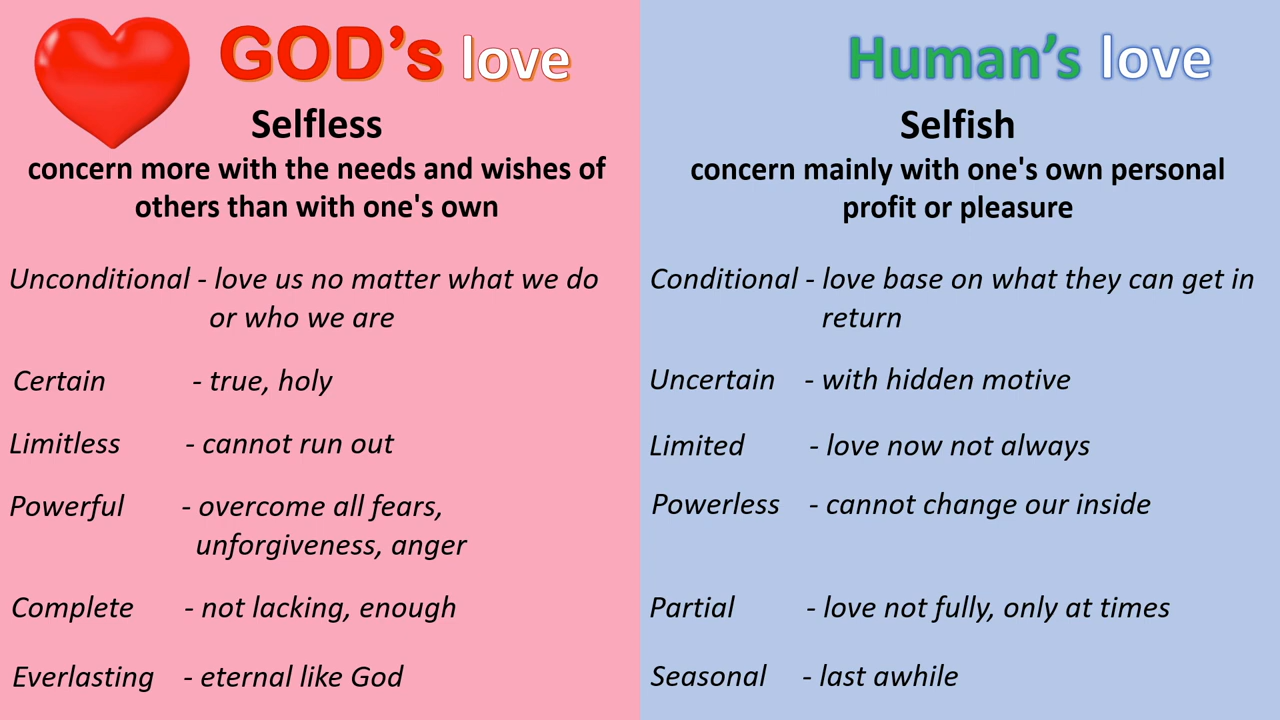 GOD's love
Selfless
concern more with the needs and wishes of
others than with one's own
Unconditional - love us no matter what we do
or who we are
Certain - true, holy
Limitless - cannot run out
Powerful - overcome all fears,
unforgiveness, anger
Complete - not lacking, enough
Everlasting - eternal like God
Human's love
Selfish
concern mainly with one's own personal
profit or pleasure
Conditional - love base on what they can get in
return
Uncertain - with hidden motive
Limited - love now not always
Powerless - cannot change our inside
Partial - love not fully, only at times
Seasonal - last awhile